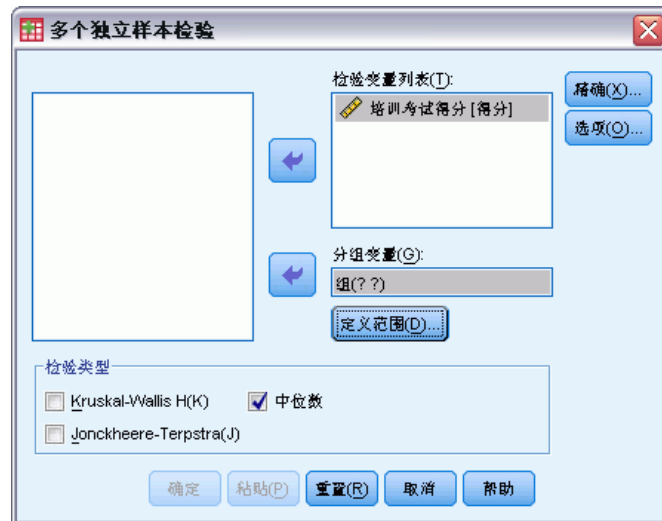 多个独立样本检验
检验变量列表(T):
培训考试得分 [得分]
精确(X)...
选项(O)...
分组变量(G):
组(? ?)
定义范围(D)...
检验类型
Kruskal-Wallis H(K)
中位数
Jonckheere-Terpstra(J)
确定
粘贴(P)
重置(R)
取消
帮助